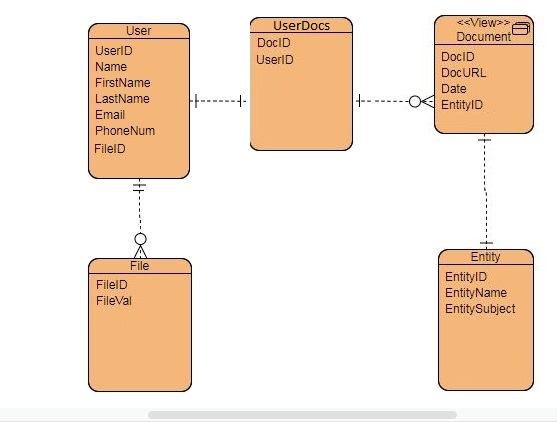 User
UserID
Name
FirstName
LastName
Email
PhoneNum
FileID
UserDocs
DocID
UserID
<<View>>
Document
DocID
DocURL
Date
EntityID
File
FileID
FileVal
Entity
EntityID
EntityName
EntitySubject